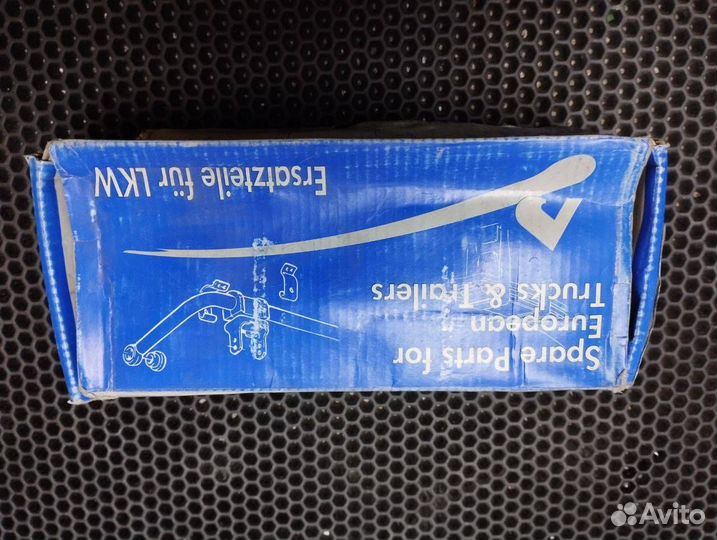 Spare Parts for
European
Trucks & Trailers
Ersatzteile für LKW
Avito